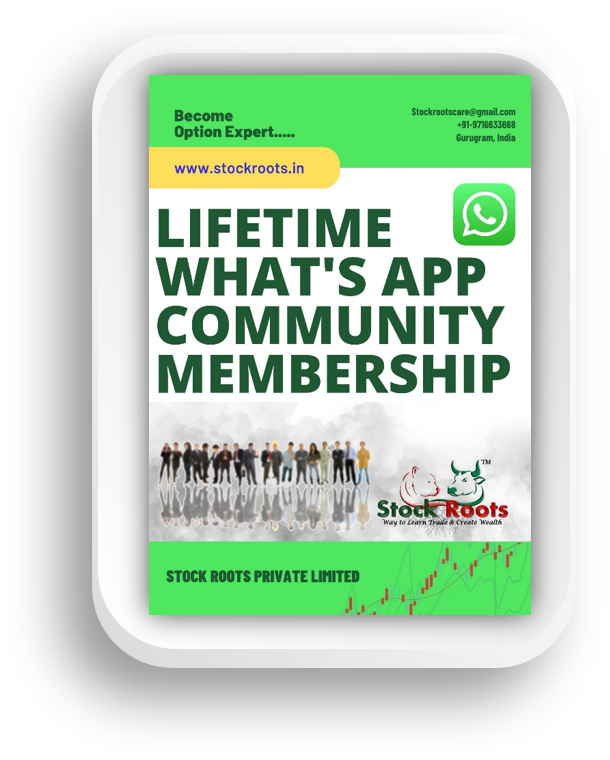 Become
Option Expert.....
Stockrootscare@gmail.com
+91-9716633668
Gurugram, India
www.stockroots.in
LIFETIME
WHAT'S APP
COMMUNITY
MEMBERSHIP
TM
Stock Roots
Way to Learn Trade & Create Wealth
STOCK ROOTS PRIVATE LIMITED